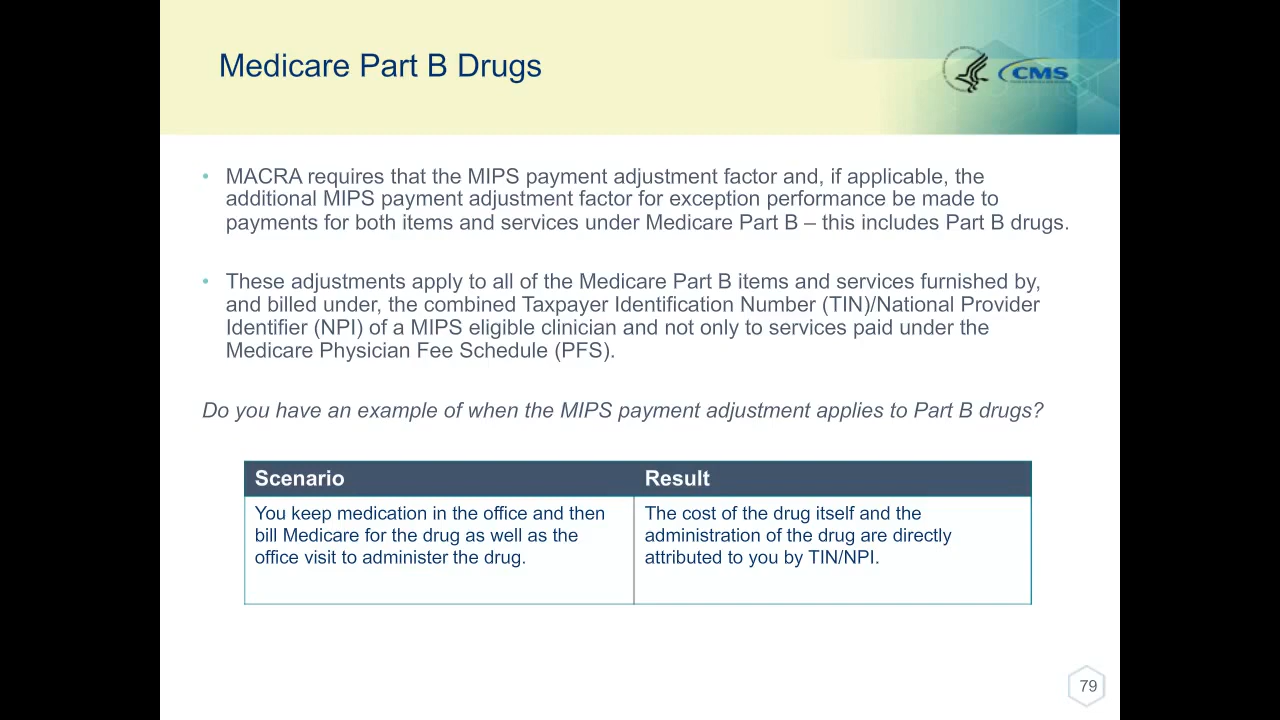 Medicare Part B Drugs
CMS
• MACRA requires that the MIPS payment adjustment factor and, if applicable, the
additional MIPS payment adjustment factor for exception performance be made to
payments for both items and services under Medicare Part B – this includes Part B drugs.
• These adjustments apply to all of the Medicare Part B items and services furnished by,
and billed under, the combined Taxpayer Identification Number (TIN)/National Provider
Identifier (NPI) of a MIPS eligible clinician and not only to services paid under the
Medicare Physician Fee Schedule (PFS).
Do you have an example of when the MIPS payment adjustment applies to Part B drugs?
Scenario
Result
You keep medication in the office and then
bill Medicare for the drug as well as the
office visit to administer the drug.
The cost of the drug itself and the
administration of the drug are directly
attributed to you by TIN/NPI.
79